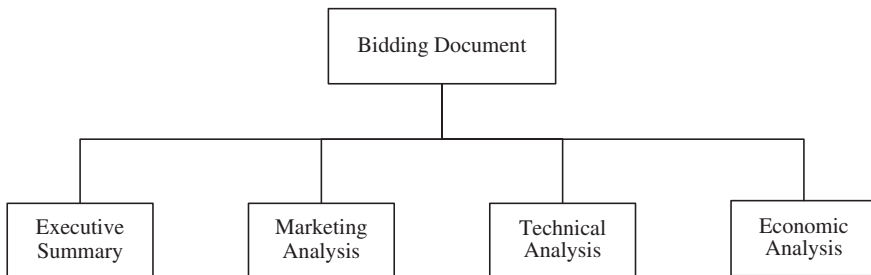 Bidding Document
Executive
Summary
Marketing
Analysis
Technical
Analysis
Economic
Analysis